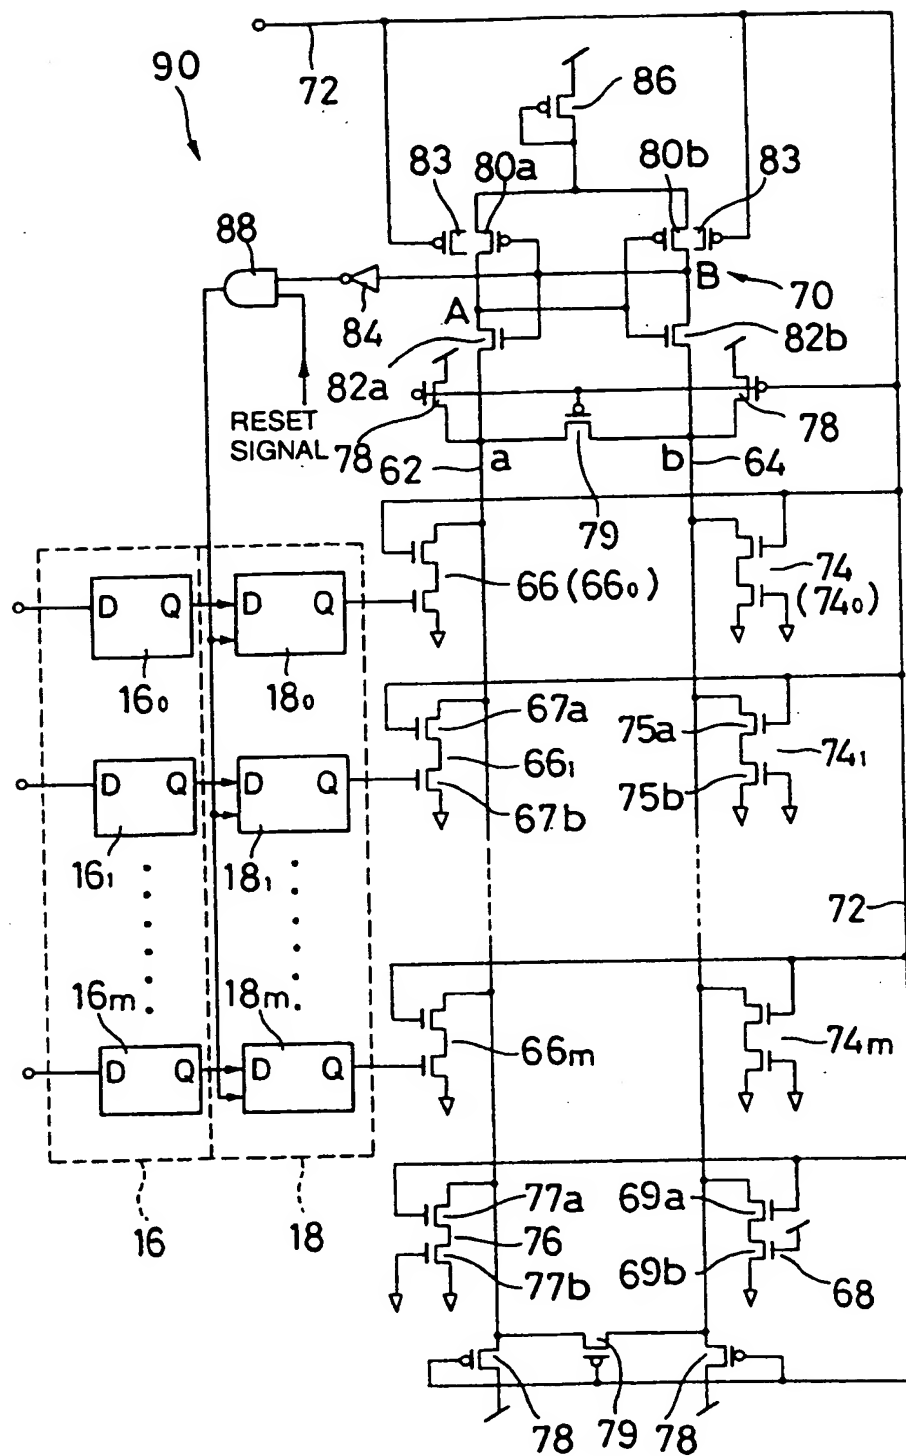 72
90
86
83
80a
80b
83
88
84
A
B
70
82a
82b
RESET
SIGNAL
78
62
a
b
64
78
79
66 (66₀)
74
(74₀)
D Q
D Q
16₀
18₀
67a
66₁
67b
75a
75b
74₁
D Q
D Q
16₁
18₁
72
16m
18m
D Q
D Q
66m
74m
77a
76
77b
69a
69b
68
16
18
78
79
78